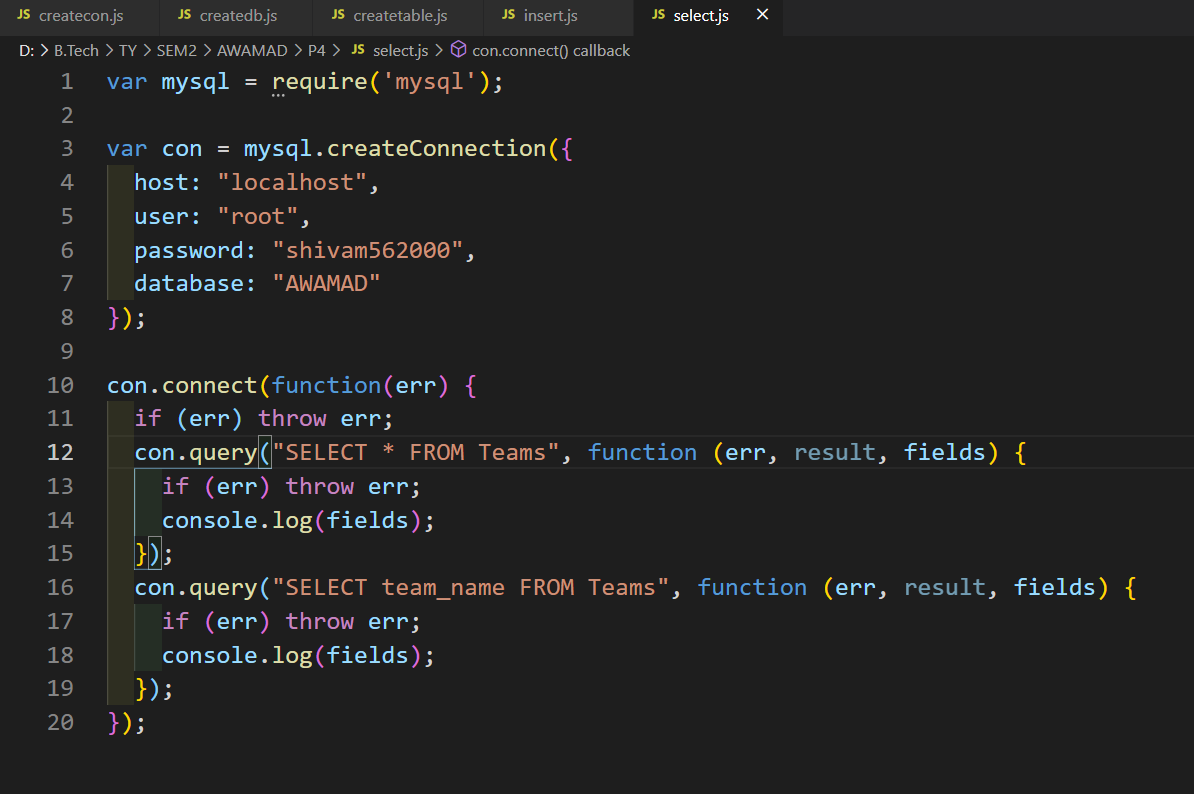 JS createcon.js JS createdb.js JS createtable.js JS insert.js JS select.js ×
D: > B.Tech > TY > SEM2 > AWAMAD > P4 > JS select.js > con.connect() callback
1 var mysql = require('mysql');
2
3 var con = mysql.createConnection({
4   host: "localhost",
5   user: "root",
6   password: "shivam562000",
7   database: "AWAMAD"
8 });
9
10 con.connect(function(err) {
11   if (err) throw err;
12   con.query("SELECT * FROM Teams", function (err, result, fields) {
13     if (err) throw err;
14     console.log(fields);
15   });
16   con.query("SELECT team_name FROM Teams", function (err, result, fields) {
17     if (err) throw err;
18     console.log(fields);
19   });
20 });